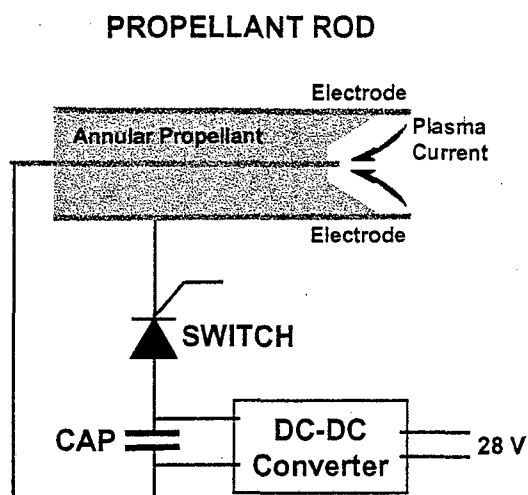 PROPELLANT ROD
Electrode
Annular Propellant
Plasma
Current
Electrode
SWITCH
CAP
DC-DC
Converter
28 V